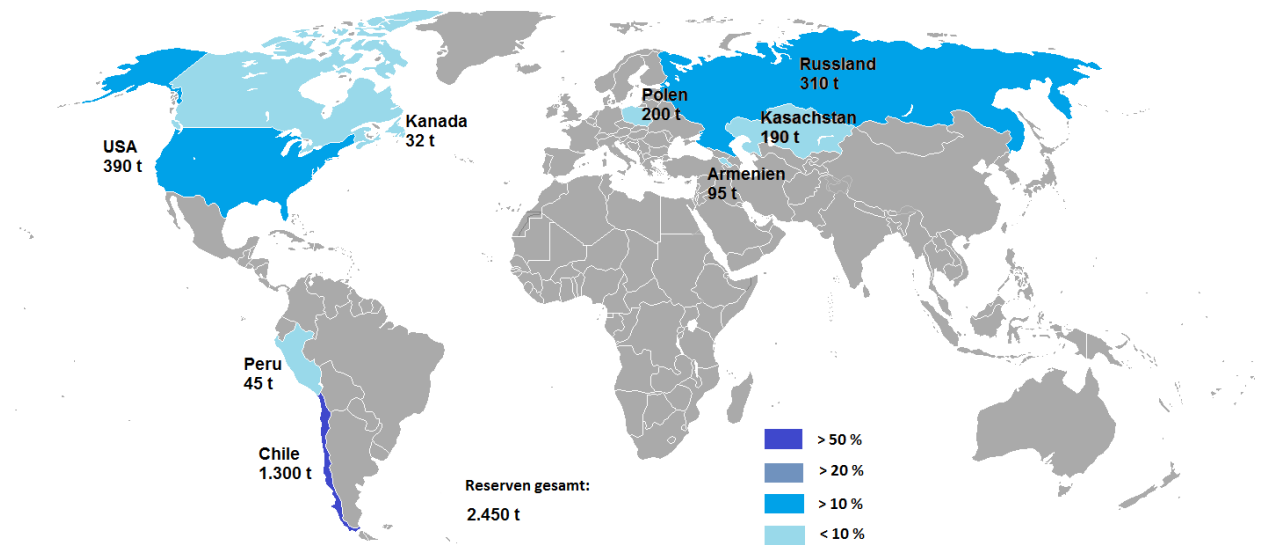 Russland
310 t
Polen
200 t
Kasachstan
190 t
Kanada
32 t
USA
390 t
Armenien
95 t
Peru
45 t
Chile
1.300 t
Reserven gesamt:
2.450 t
> 50 %
> 20 %
> 10 %
< 10 %